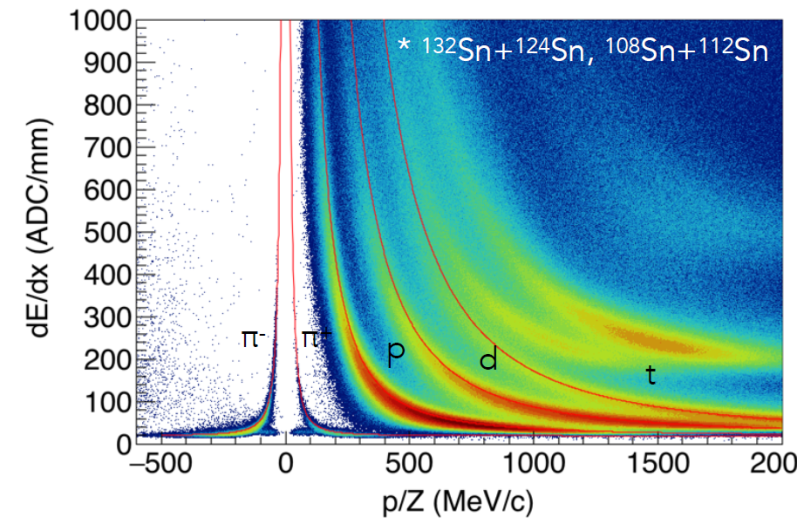 * ¹³²Sn+¹²⁴Sn, ¹⁰⁸Sn+¹¹²Sn
1000
900
800
700
600
500
400
300
200
100
0
dE/dx (ADC/mm)
π⁻
π⁺
p
d
t
−500
0
500
1000
1500
200
p/Z (MeV/c)